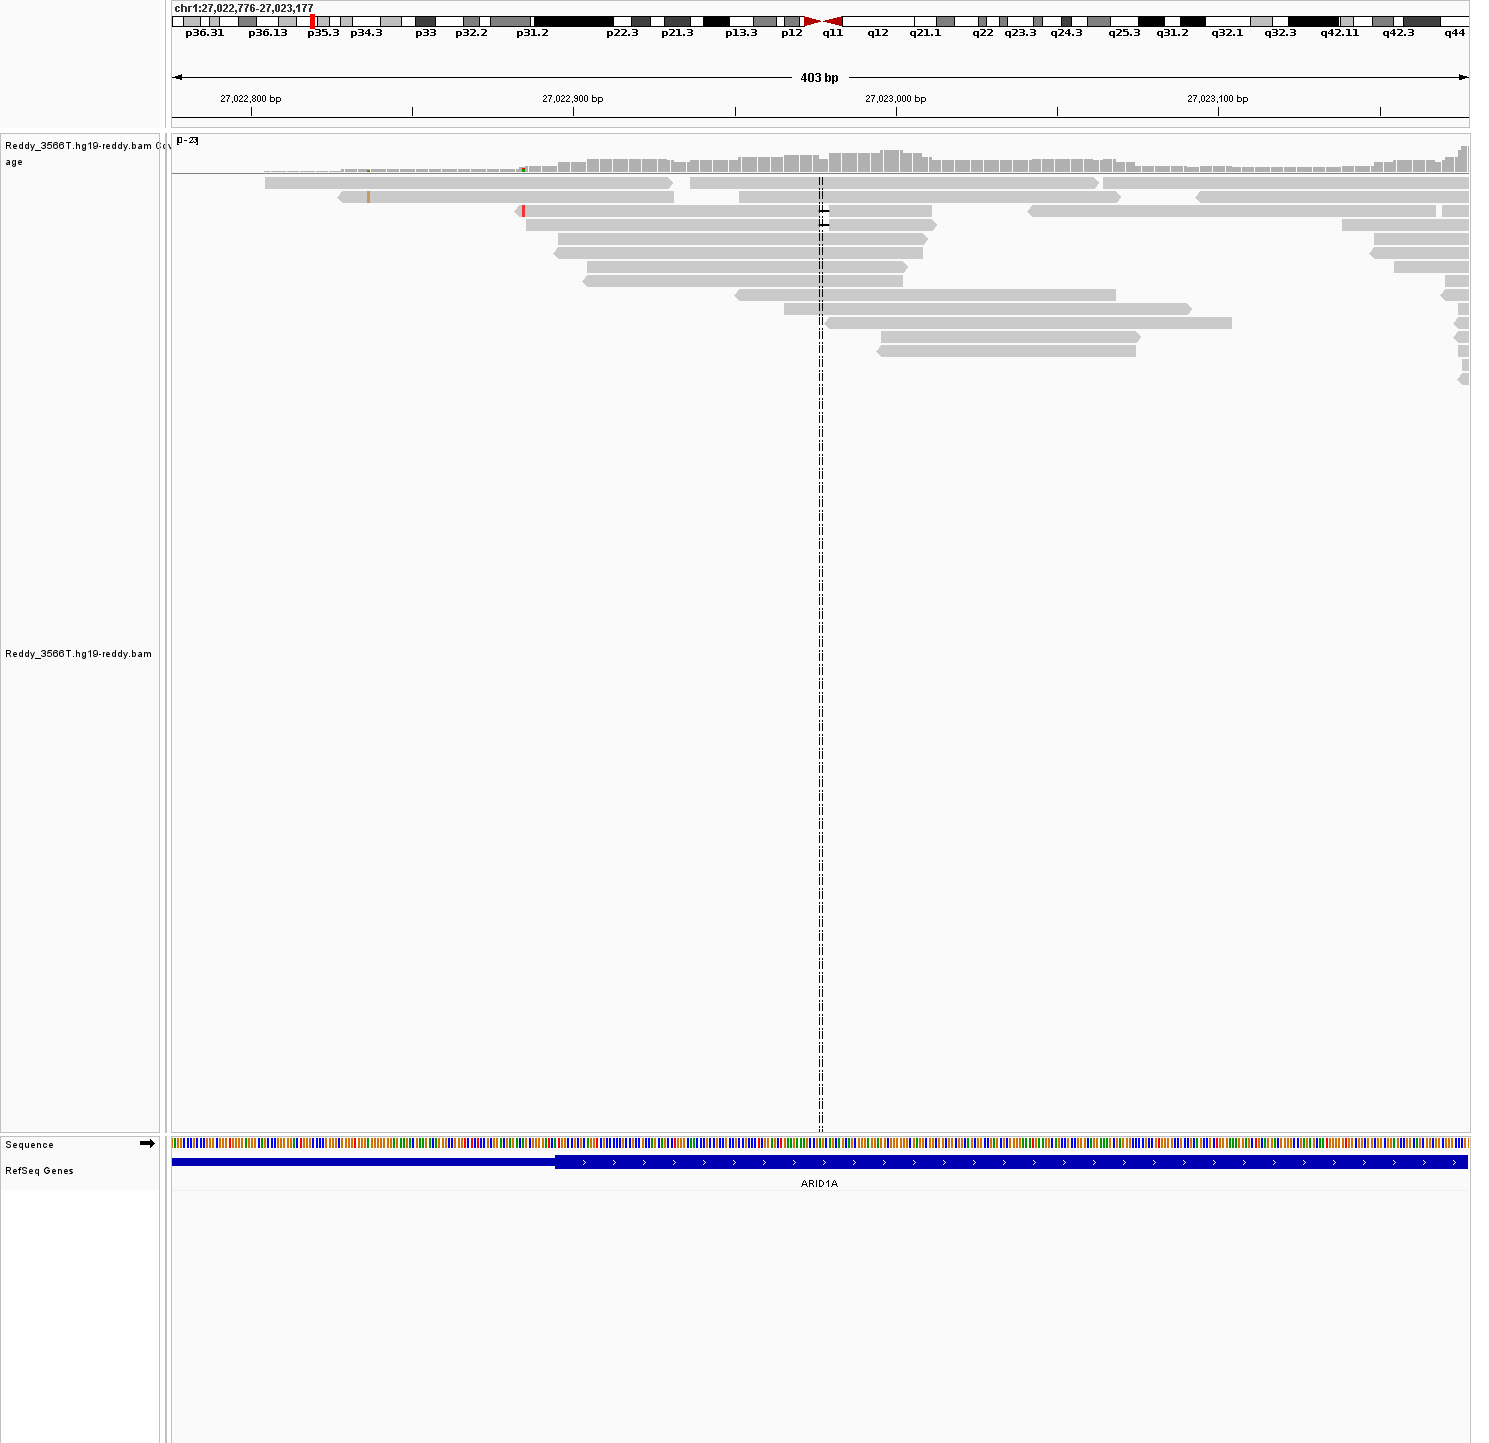 chr1:27,022,776-27,023,177
p36.31 p36.13 p35.3 p34.3 p33 p32.2 p31.2 p22.3 p21.3 p13.3 p12 q11 q12 q21.1 q22 q23.3 q24.3 q25.3 q31.2 q32.1 q32.3 q42.11 q42.3 q44
403 bp
27,022,800 bp 27,022,900 bp 27,023,000 bp 27,023,100 bp
Reddy_3566T.hg19-reddy.bam Cov
age
[0 - 23]
Reddy_3566T.hg19-reddy.bam
Sequence
RefSeq Genes
ARID1A